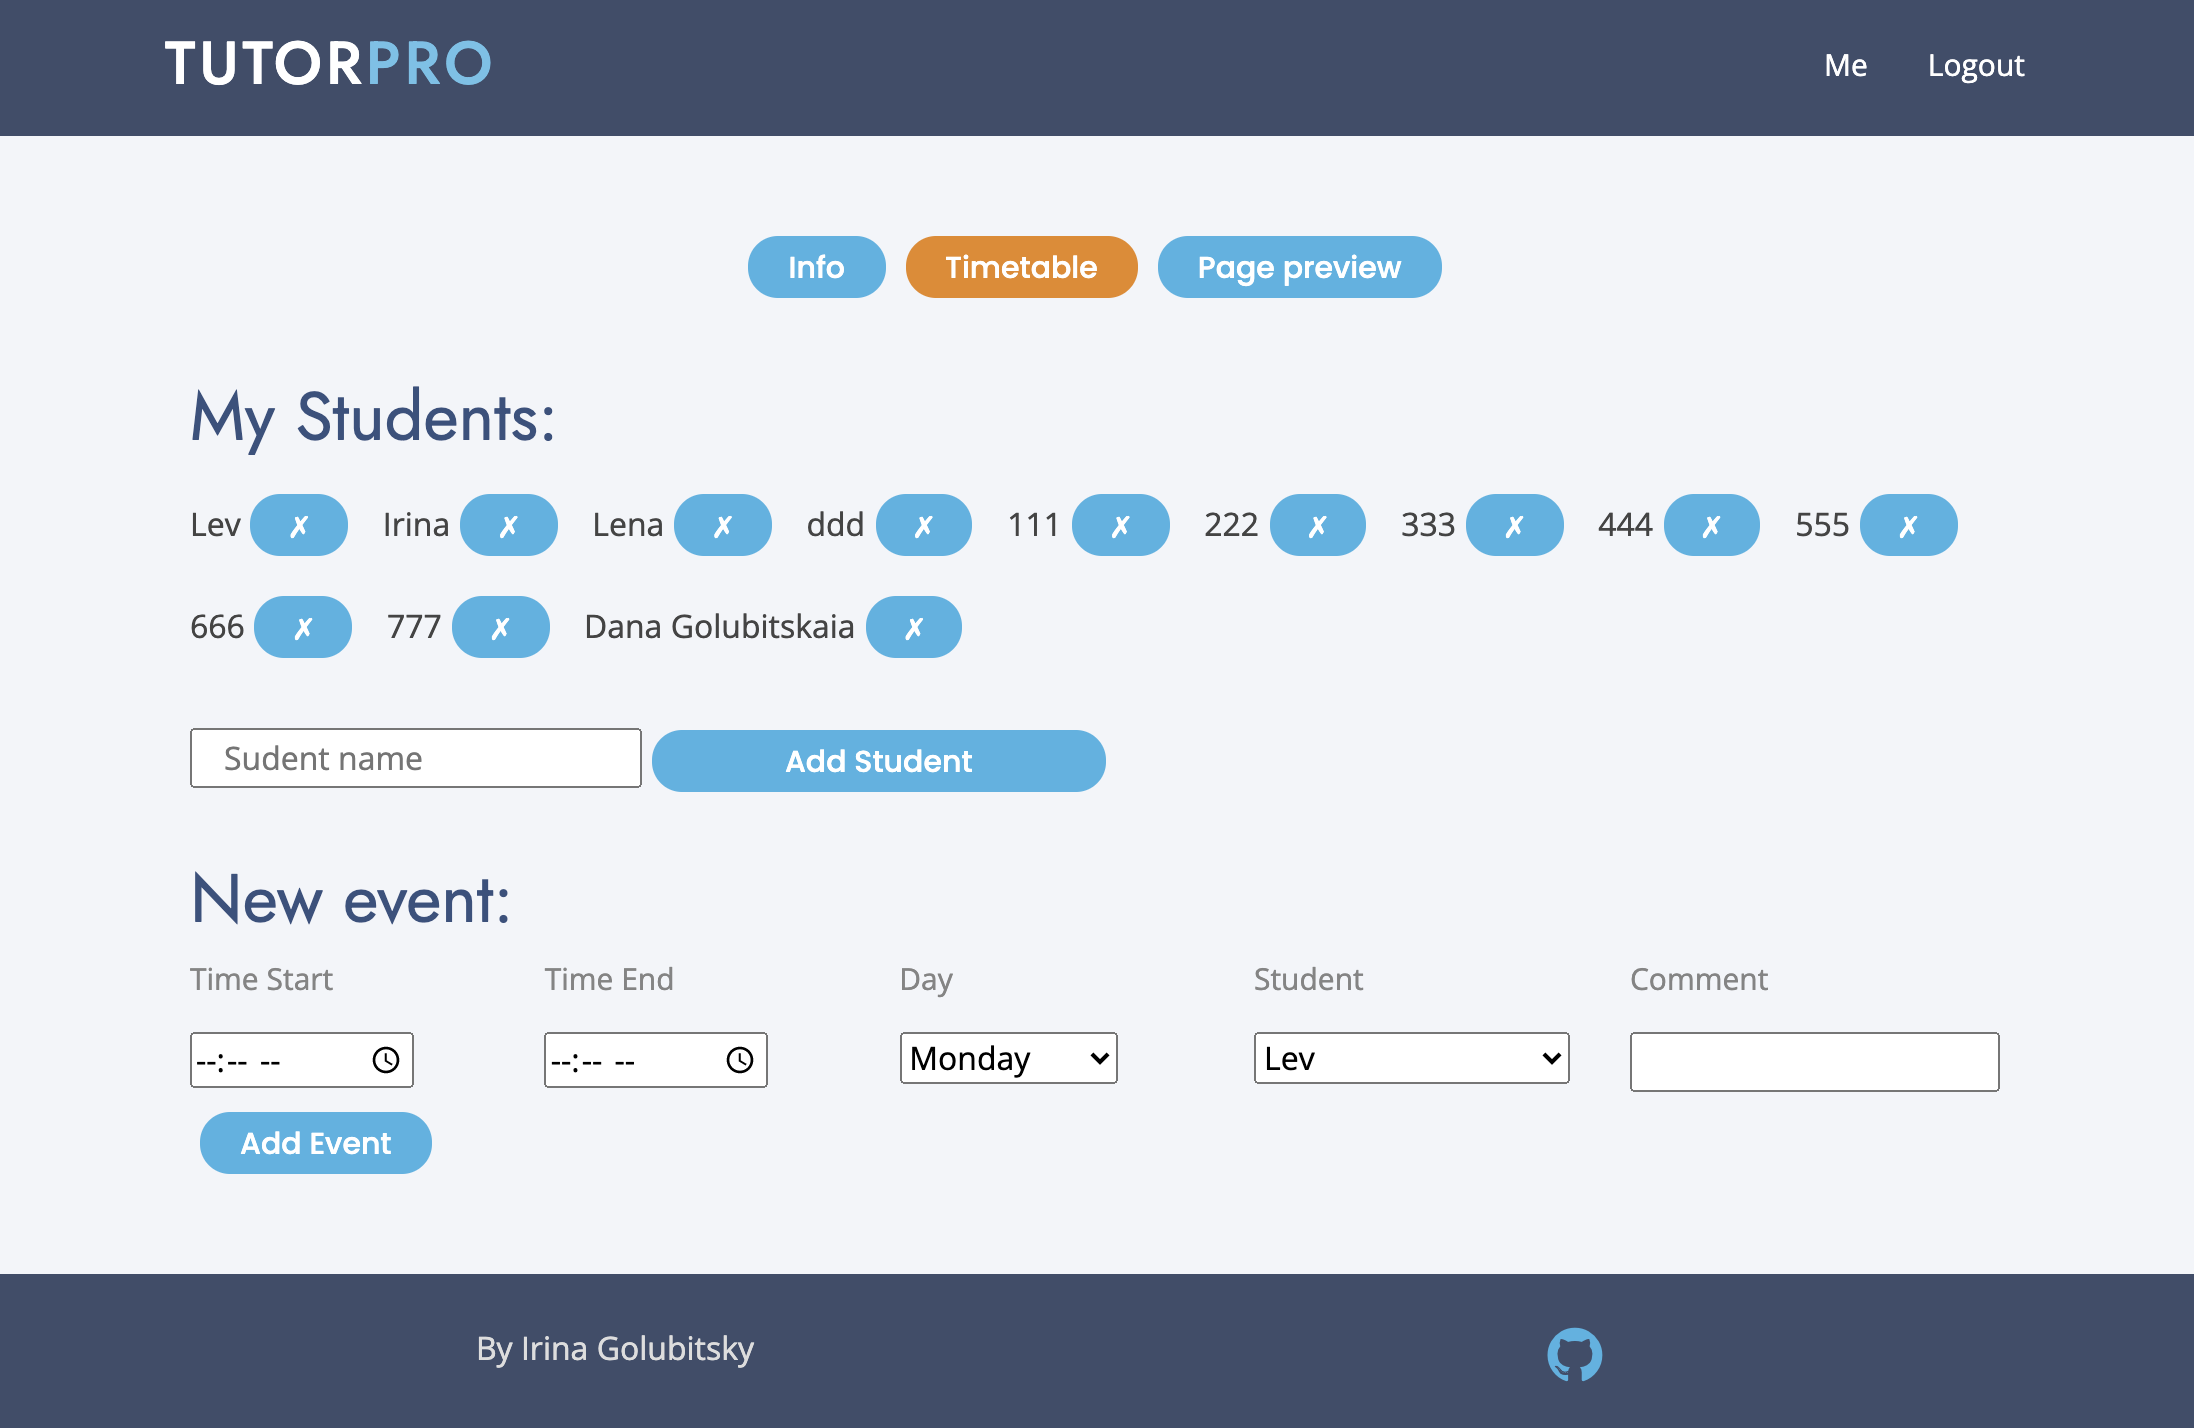 TUTORPRO Me Logout
Info Timetable Page preview
My Students:
Lev ✗ Irina ✗ Lena ✗ ddd ✗ 111 ✗ 222 ✗ 333 ✗ 444 ✗ 555 ✗
666 ✗ 777 ✗ Dana Golubitskaia ✗
Sudent name Add Student
New event:
Time Start Time End Day Student Comment
--:-- -- --:-- -- Monday Lev
Add Event
By Irina Golubitsky